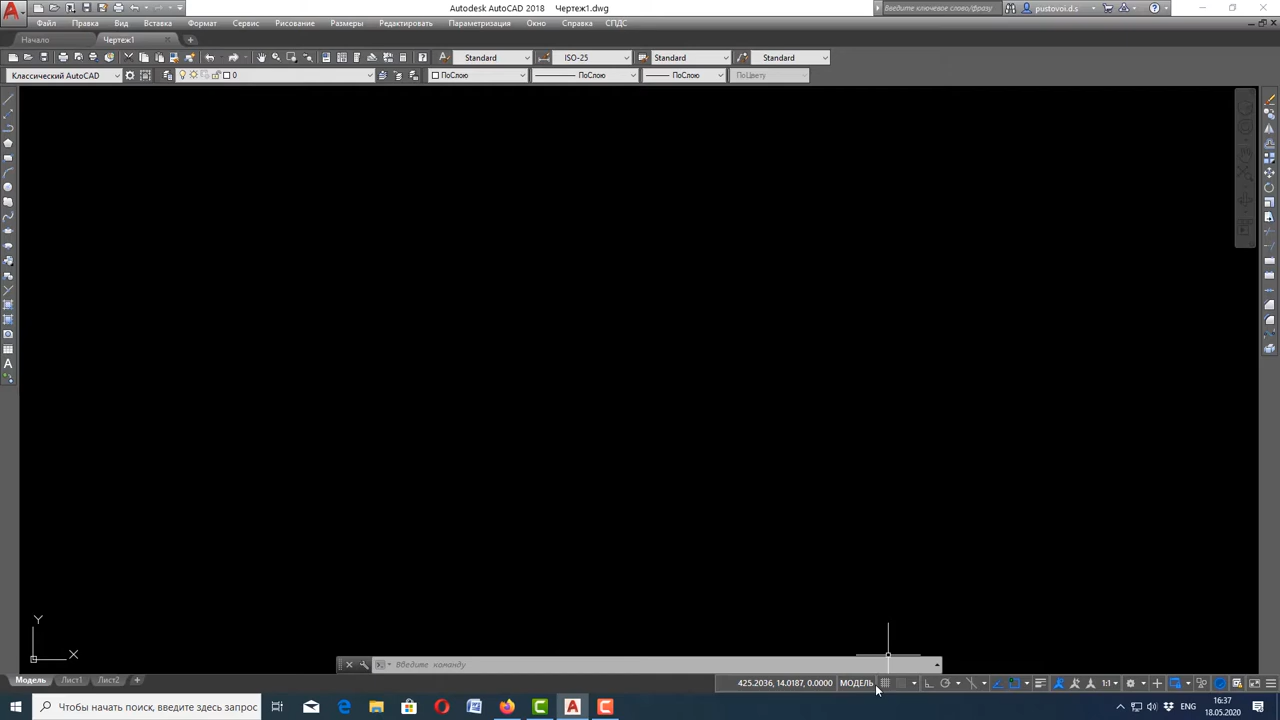 Autodesk AutoCAD 2018 Чертеж1.dwg
Введите ключевое слово/фразу
pustovoi.d.s
Файл Правка Вид Вставка Формат Сервис Рисование Размеры Редактировать Параметризация Окно Справка СПДС
Начало Чертеж1
Standard ISO-25 Standard Standard
Классический AutoCAD 0 ПоСлою ПоСлою ПоСлою ПоЦвету
Y
X
Введите команду
Модель Лист1 Лист2 425.2036, 14.0187, 0.0000 МОДЕЛЬ 1:1
Чтобы начать поиск, введите здесь запрос
ENG
16:37
18.05.2020